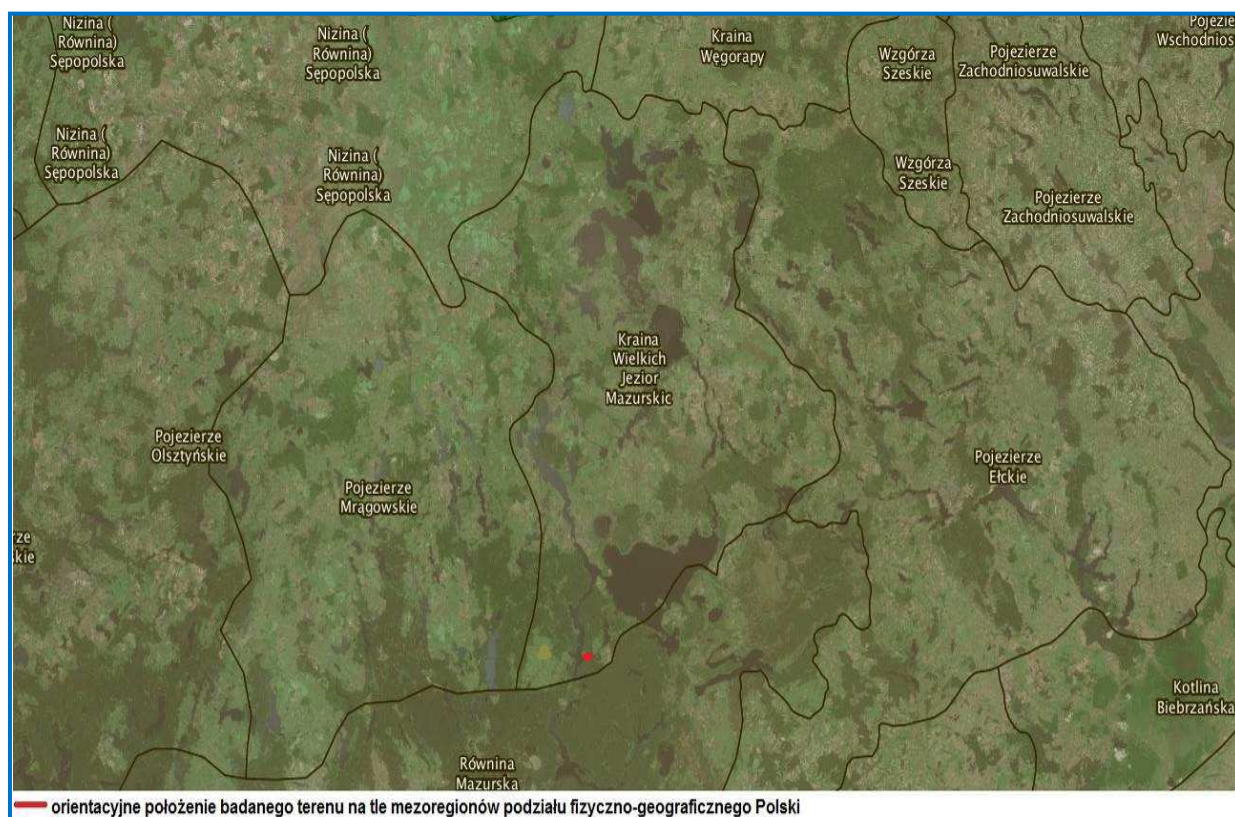 Nizina (
Równina)
Sępopolska
Nizina (
Równina)
Sępopolska
Kraina
Węgorapy
Wzgórza
Szeskie
Pojezierze
Zachodniosuwalskie
Pojezie
Wschodnios
Nizina (
Równina)
Sępopolska
Nizina (
Równina)
Sępopolska
Wzgórza
Szeskie
Pojezierze
Zachodniosuwalskie
Kraina
Wielkich
Jezior
Mazurskic
Pojezierze
Olsztyńskie
Pojezierze
Mrągowskie
Pojezierze
Ełckie
rze
kie
Kotlina
Biebrzańska
Równina
Mazurska
orientacyjne położenie badanego terenu na tle mezoregionów podziału fizyczno-geograficznego Polski